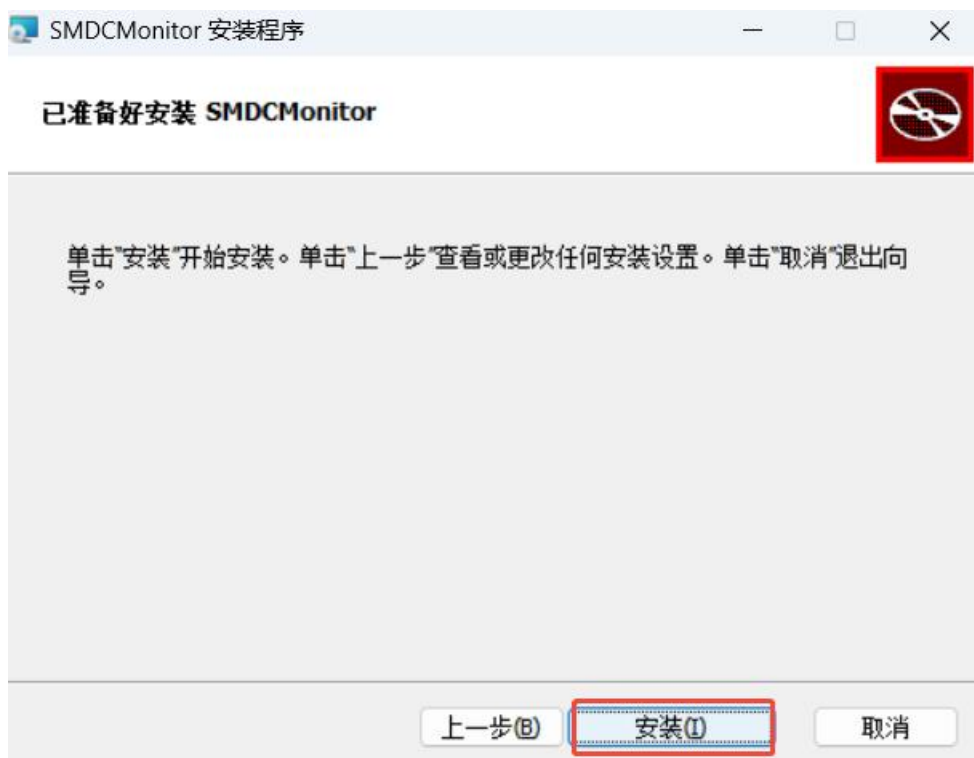 SMDCMonitor 安装程序
已准备好安装 SMDCMonitor
单击"安装"开始安装。单击"上一步"查看或更改任何安装设置。单击"取消"退出向
导。
上一步(B) 安装(I) 取消